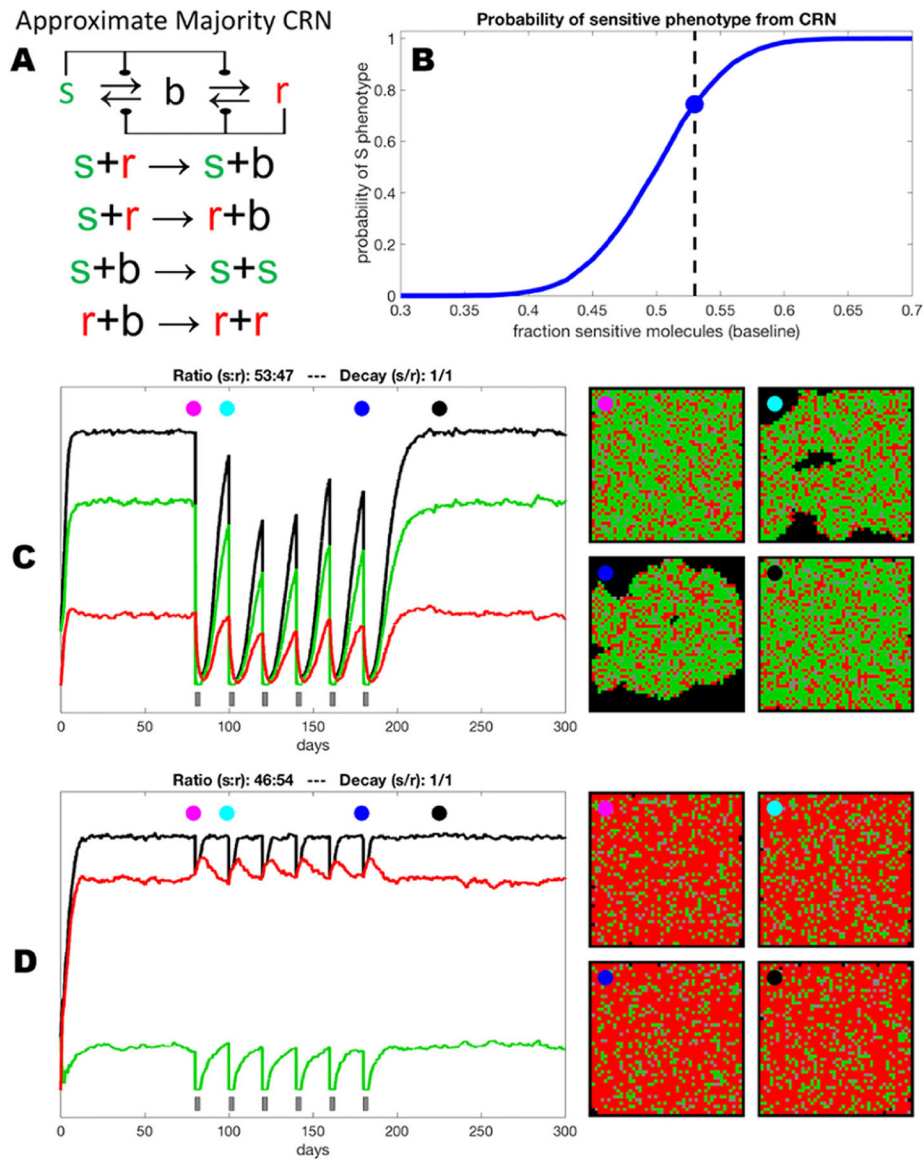 Approximate Majority CRN
A
s ⇌ b ⇌ r
s+r → s+b
s+r → r+b
s+b → s+s
r+b → r+r
Probability of sensitive phenotype from CRN
B
probability of S phenotype
1
0.8
0.6
0.4
0.2
0
0.3 0.35 0.4 0.45 0.5 0.55 0.6 0.65 0.7
fraction sensitive molecules (baseline)
Ratio (s:r): 53:47 --- Decay (s/r): 1/1
C
0 50 100 150 200 250 300
days
Ratio (s:r): 46:54 --- Decay (s/r): 1/1
D
0 50 100 150 200 250 300
days